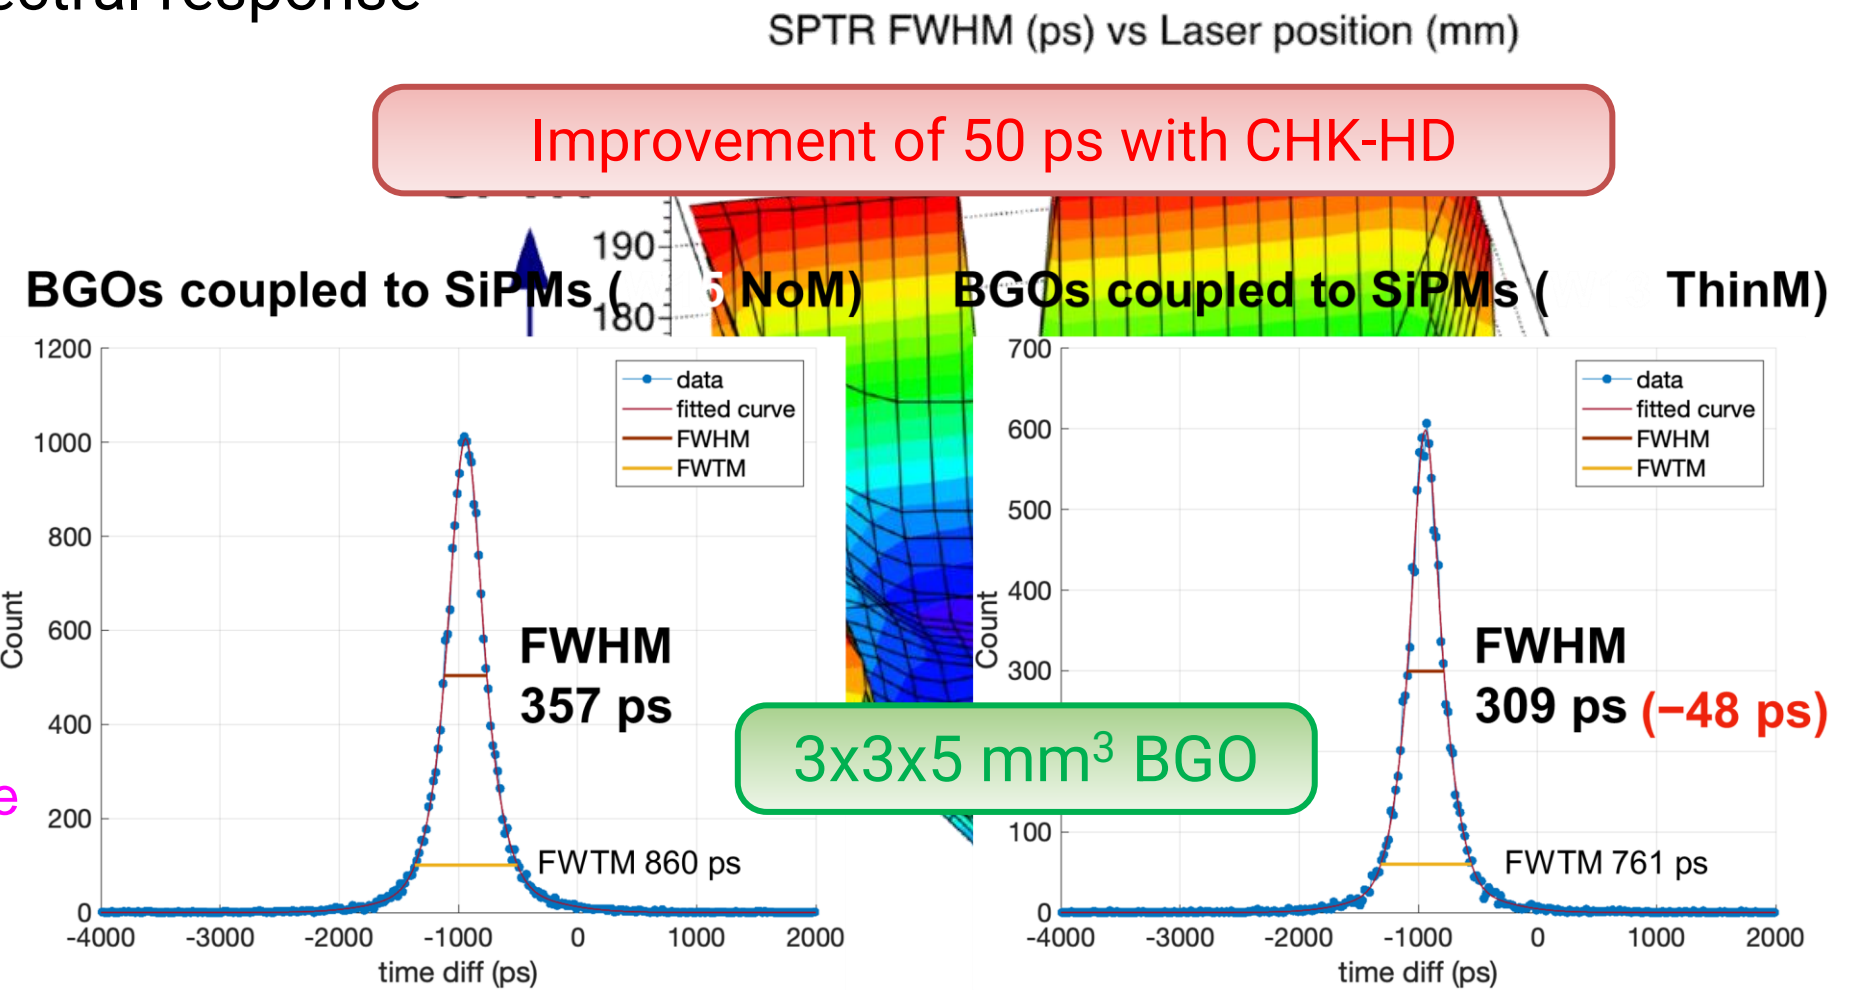 ectral response
SPTR FWHM (ps) vs Laser position (mm)
Improvement of 50 ps with CHK-HD
190
180
BGOs coupled to SiPMs ( 5 NoM)
1200
1000
800
600
400
200
0
Count
data
fitted curve
FWHM
FWTM
FWHM
357 ps
FWTM 860 ps
-4000 -3000 -2000 -1000 0 1000 2000
time diff (ps)
BGOs coupled to SiPMs ( ThinM)
700
600
500
400
300
100
0
Count
data
fitted curve
FWHM
FWTM
FWHM
309 ps (−48 ps)
FWTM 761 ps
-4000 -3000 -2000 -1000 0 1000 2000
time diff (ps)
3x3x5 mm³ BGO
e